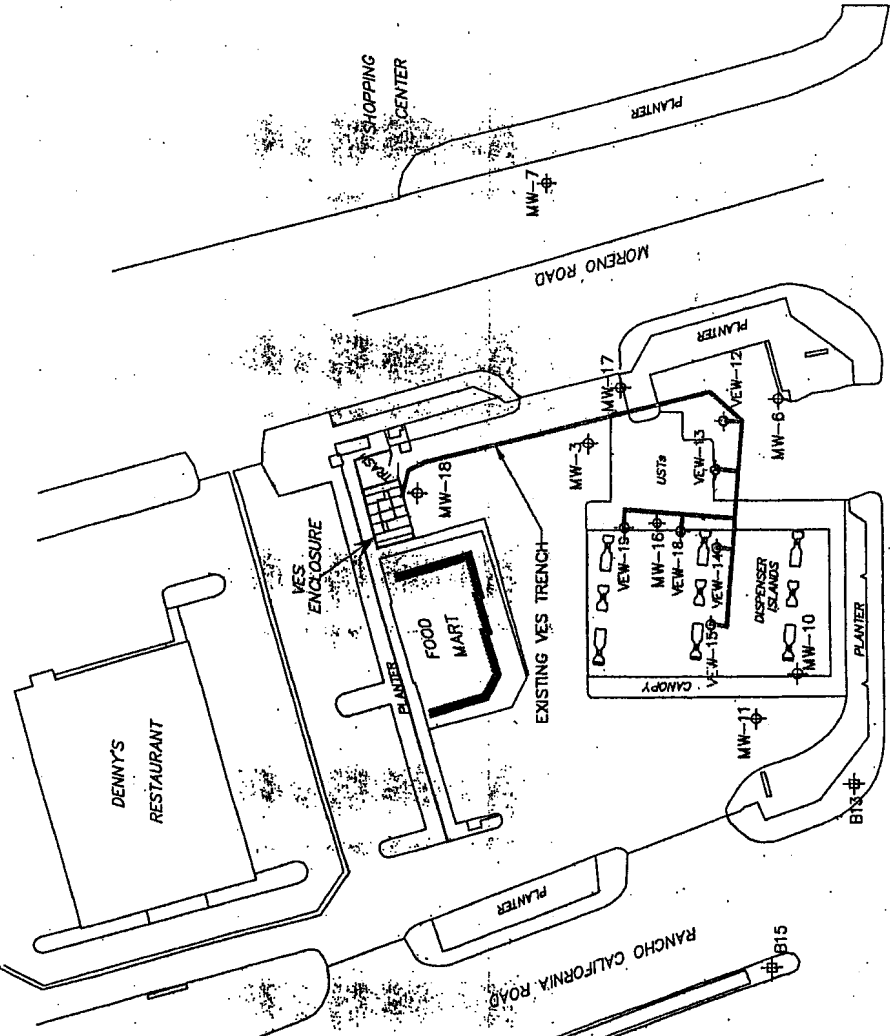 SHOPPING
CENTER
PLANTER
MW-7
MORENO ROAD
DENNY'S
RESTAURANT
VES
ENCLOSURE
TRASH
MW-18
FOOD
MART
PLANTER
EXISTING VES TRENCH
MW-17
PLANTER
MW-3
VEW-12
MW-6
USTs
VEW-13
VEW-19
MW-16
VEW-18
VEW-14
VEW-15
DISPENSER
ISLANDS
MW-10
CANOPY
PLANTER
MW-11
B13
PLANTER
RANCHO CALIFORNIA ROAD
B15